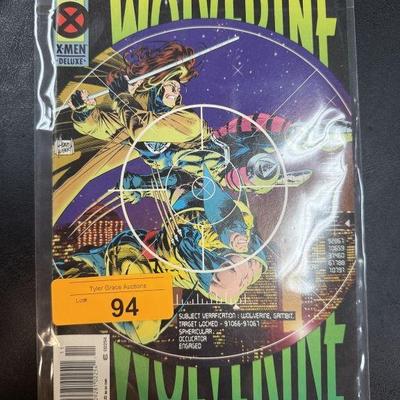 WOLVERINE
X-MEN
DELUXE
Tyler Grace Auctions
Lot#
94
SUBJECT VERIFICATION : WOLVERINE, GAMBIT.
TARGET LOCKED - 91066-91067
SPHERICULAR
OCCUCATOR
ENGAGED
WOLVERINE